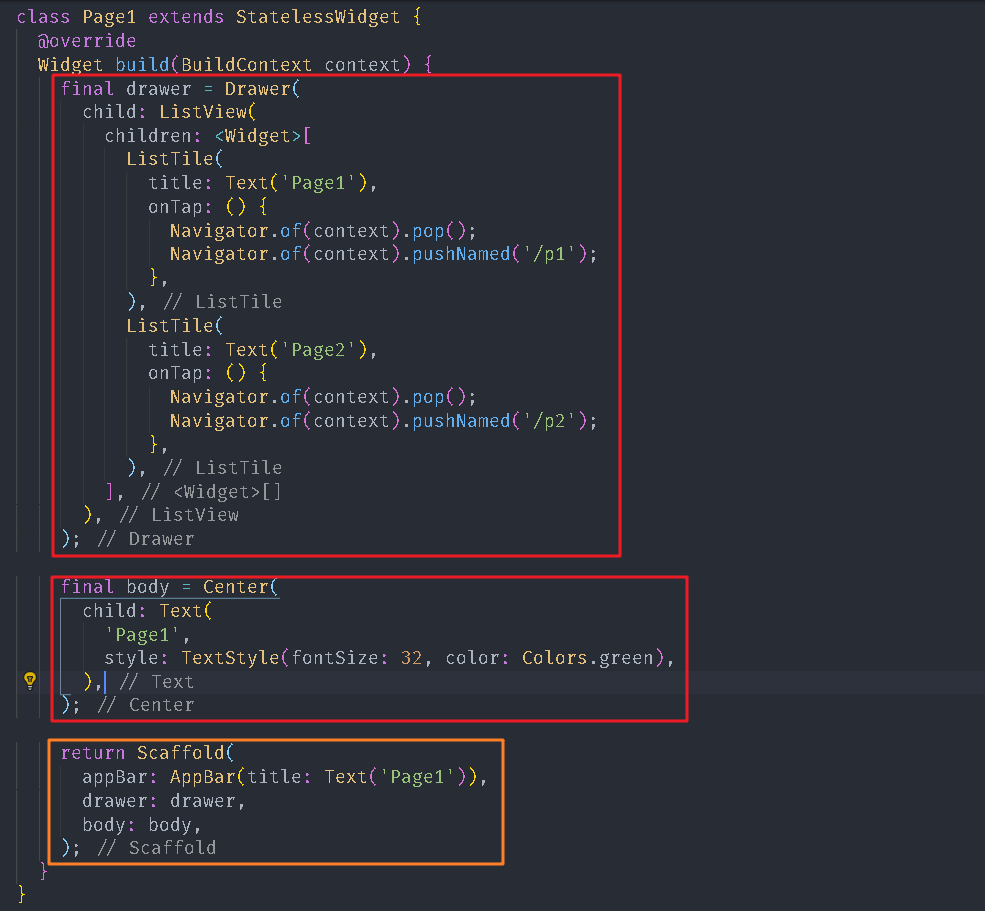 class Page1 extends StatelessWidget {
  @override
  Widget build(BuildContext context) {
    final drawer = Drawer(
      child: ListView(
        children: <Widget>[
          ListTile(
            title: Text('Page1'),
            onTap: () {
              Navigator.of(context).pop();
              Navigator.of(context).pushNamed('/p1');
            },
          ), // ListTile
          ListTile(
            title: Text('Page2'),
            onTap: () {
              Navigator.of(context).pop();
              Navigator.of(context).pushNamed('/p2');
            },
          ), // ListTile
        ], // <Widget>[]
      ), // ListView
    ); // Drawer

    final body = Center(
      child: Text(
        'Page1',
        style: TextStyle(fontSize: 32, color: Colors.green),
      ), // Text
    ); // Center

    return Scaffold(
      appBar: AppBar(title: Text('Page1')),
      drawer: drawer,
      body: body,
    ); // Scaffold
  }
}